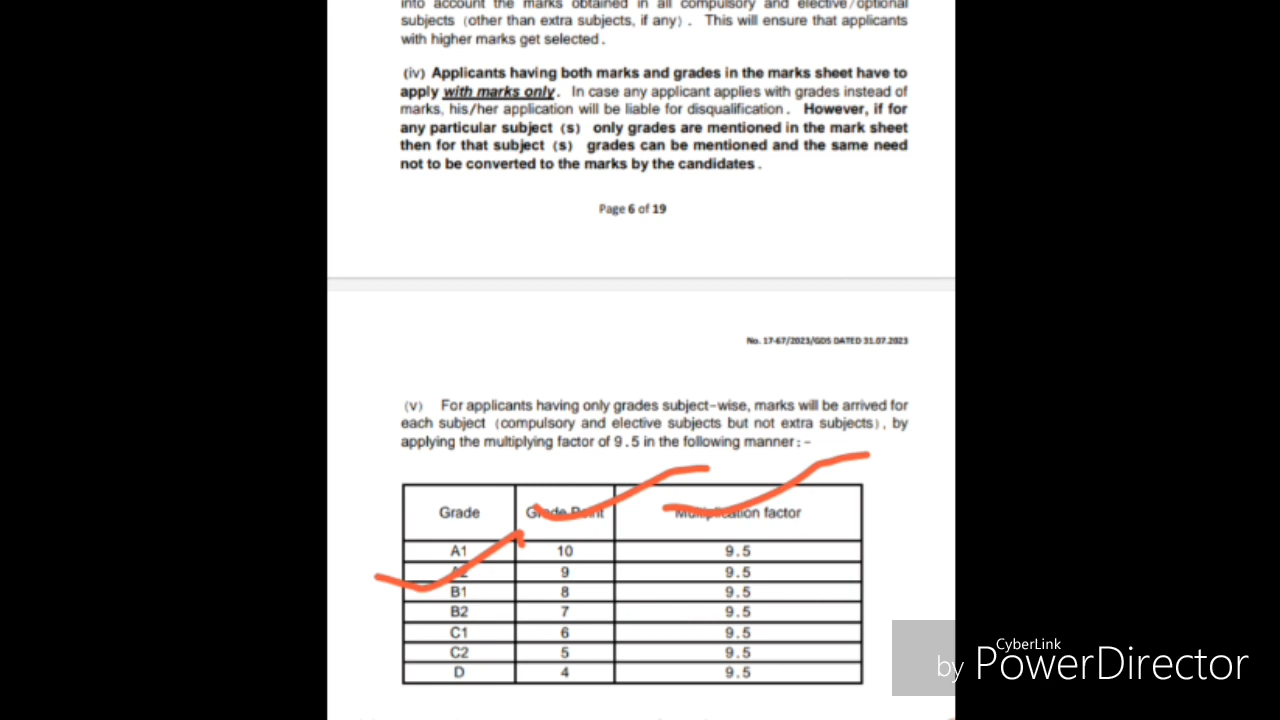 into account the marks obtained in all compulsory and elective/optional
subjects (other than extra subjects, if any). This will ensure that applicants
with higher marks get selected.
(iv) Applicants having both marks and grades in the marks sheet have to
apply with marks only. In case any applicant applies with grades instead of
marks, his/her application will be liable for disqualification. However, if for
any particular subject (s) only grades are mentioned in the mark sheet
then for that subject (s) grades can be mentioned and the same need
not to be converted to the marks by the candidates.
Page 6 of 19
No. 17-67/2023/GDS DATED 31.07.2023
(v) For applicants having only grades subject-wise, marks will be arrived for
each subject (compulsory and elective subjects but not extra subjects), by
applying the multiplying factor of 9.5 in the following manner:-
Grade Grade Point Multiplication factor
A1 10 9.5
A2 9 9.5
B1 8 9.5
B2 7 9.5
C1 6 9.5
C2 5 9.5
D 4 9.5
CyberLink
by PowerDirector